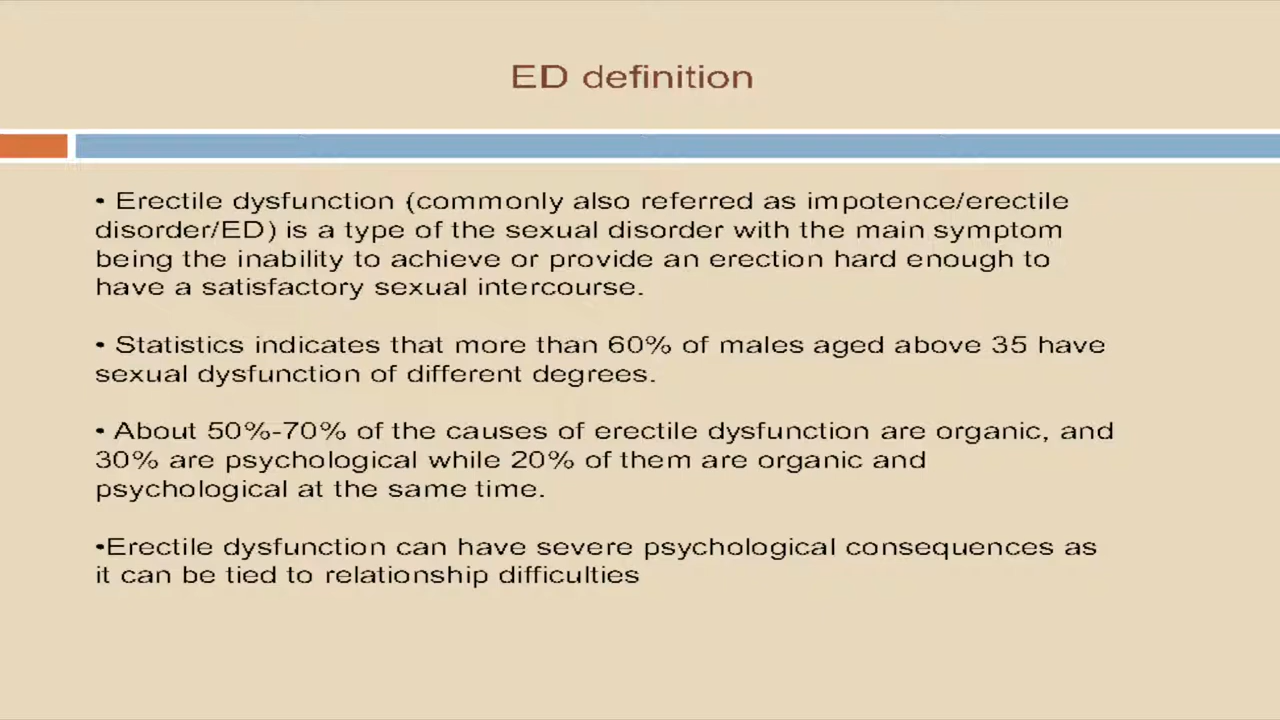 ED definition
• Erectile dysfunction (commonly also referred as impotence/erectile
disorder/ED) is a type of the sexual disorder with the main symptom
being the inability to achieve or provide an erection hard enough to
have a satisfactory sexual intercourse.
• Statistics indicates that more than 60% of males aged above 35 have
sexual dysfunction of different degrees.
• About 50%-70% of the causes of erectile dysfunction are organic, and
30% are psychological while 20% of them are organic and
psychological at the same time.
•Erectile dysfunction can have severe psychological consequences as
it can be tied to relationship difficulties